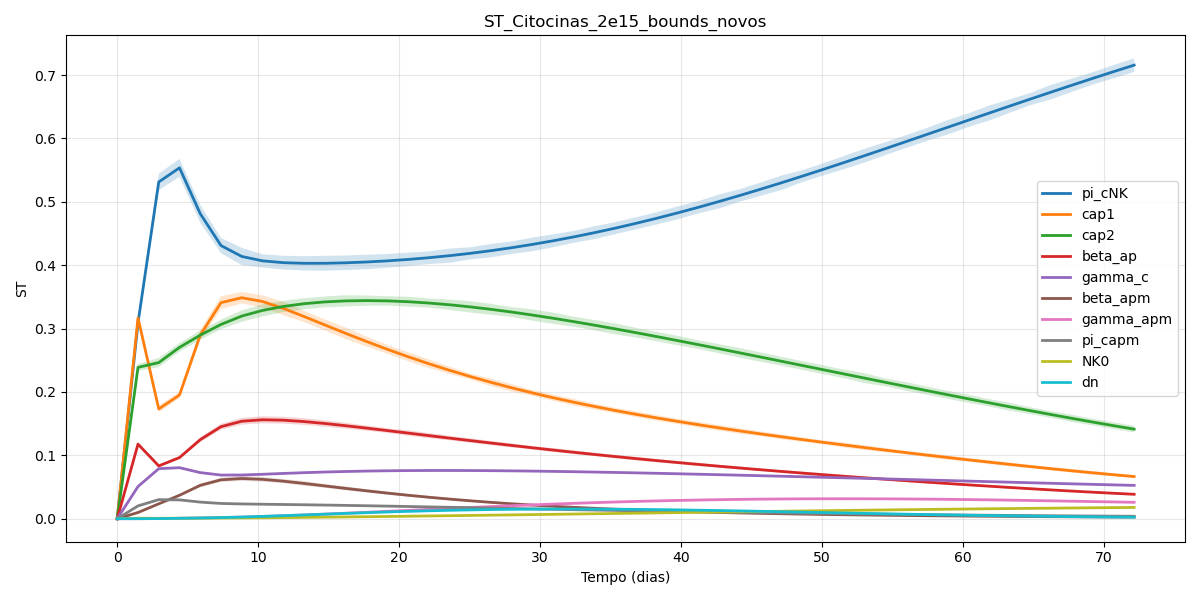 ST_Citocinas_2e15_bounds_novos
ST
0.7
0.6
0.5
0.4
0.3
0.2
0.1
0.0
pi_cNK
cap1
cap2
beta_ap
gamma_c
beta_apm
gamma_apm
pi_capm
NK0
dn
0 10 20 30 40 50 60 70
Tempo (dias)